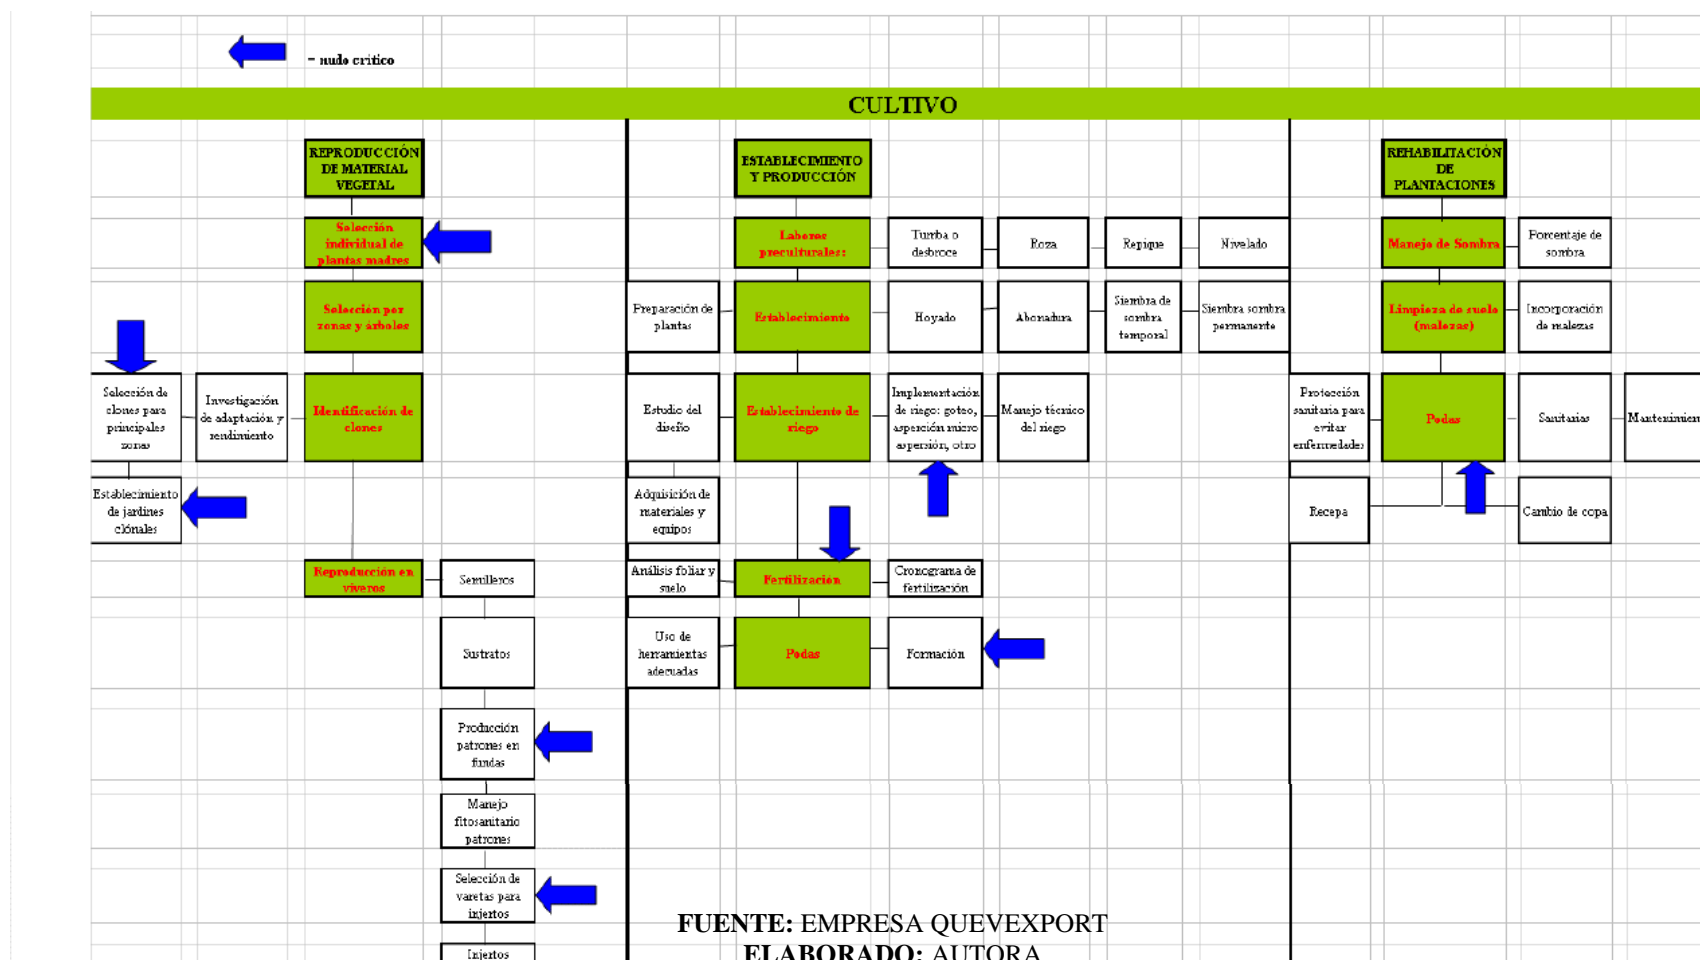 = nudo crítico
CULTIVO
REPRODUCCIÓN
DE MATERIAL
VEGETAL
Selección
individual de
plantas madres
Selección por
zonas y árboles
Selección de
clones para
principales
zonas
Investigación
de adaptación y
rendimiento
Identificación de
clones
Establecimiento
de jardines
clónales
Reproducción en
viveros
Semilleros
Sustratos
Producción
patrones en
fundas
Manejo
fitosanitario
patrones
Selección de
varetas para
injertos
Injertos
ESTABLECIMIENTO
Y PRODUCCIÓN
Labores
preculturales:
Tumba o
desbroce
Roza
Repique
Nivelado
Preparación de
plantas
Establecimiento
Hoyado
Abonadura
Siembra de
sombra
temporal
Siembra sombra
permanente
Estudio del
diseño
Establecimiento de
riego
Implementación
de riego: goteo,
asperción micro
aspersión, otro
Manejo técnico
del riego
Adquisición de
materiales y
equipos
Análisis foliar y
suelo
Fertilización
Cronograma de
fertilización
Uso de
herramientas
adecuadas
Podas
Formación
REHABILITACIÓN
DE
PLANTACIONES
Manejo de Sombra
Porcentaje de
sombra
Limpieza de suelo
(malezas)
Incorporación
de malezas
Protección
sanitaria para
evitar
enfermedades
Podas
Sanitarias
Mantenimien
Recepa
Cambio de copa
FUENTE: EMPRESA QUEVEXPORT
ELABORADO: AUTORA